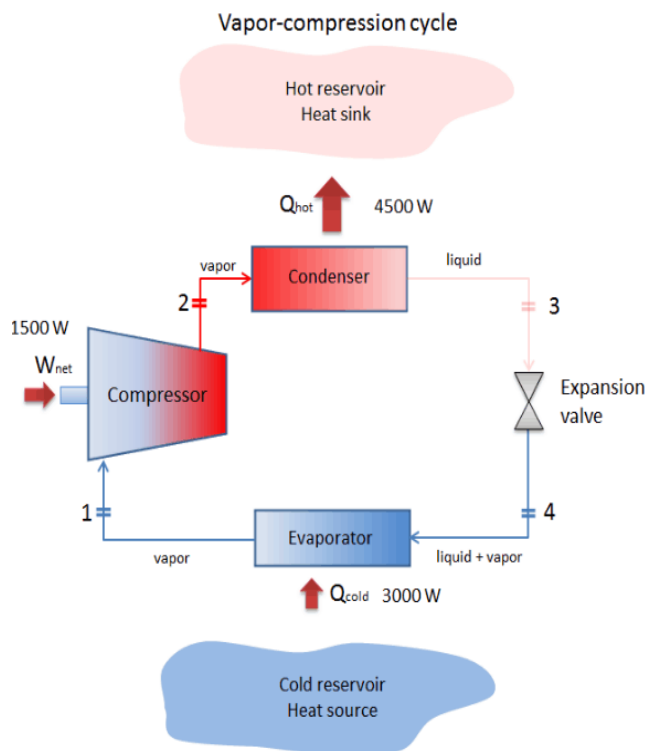 Vapor-compression cycle
Hot reservoir
Heat sink
Qhot
4500 W
vapor
Condenser
liquid
2
3
1500 W
Wnet
Compressor
Expansion
valve
1
4
Evaporator
vapor
liquid + vapor
Qcold 3000 W
Cold reservoir
Heat source